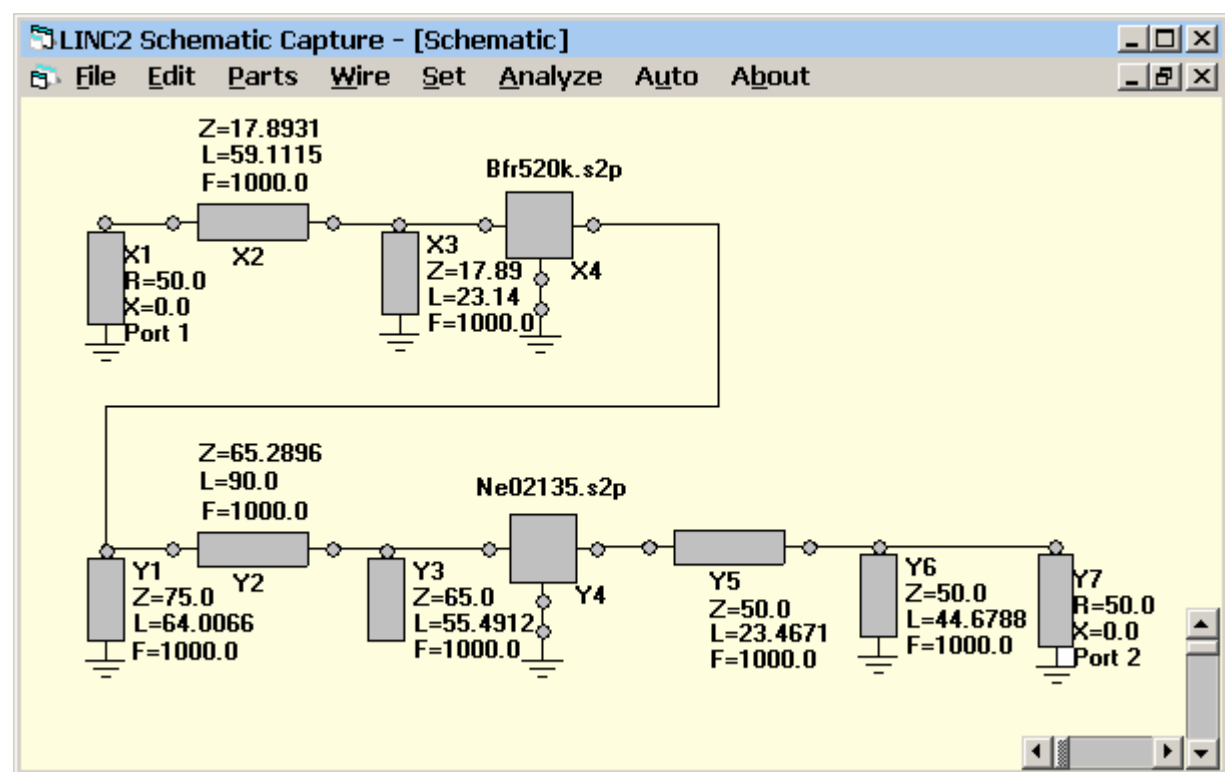 LINC2 Schematic Capture - [Schematic]
File Edit Parts Wire Set Analyze Auto About
Z=17.8931
L=59.1115
F=1000.0
X2
Bfr520k.s2p
X4
X1
R=50.0
X=0.0
Port 1
X3
Z=17.89
L=23.14
F=1000.0
Z=65.2896
L=90.0
F=1000.0
Y2
Ne02135.s2p
Y4
Y1
Z=75.0
L=64.0066
F=1000.0
Y3
Z=65.0
L=55.4912
F=1000.0
Y5
Z=50.0
L=23.4671
F=1000.0
Y6
Z=50.0
L=44.6788
F=1000.0
Y7
R=50.0
X=0.0
Port 2